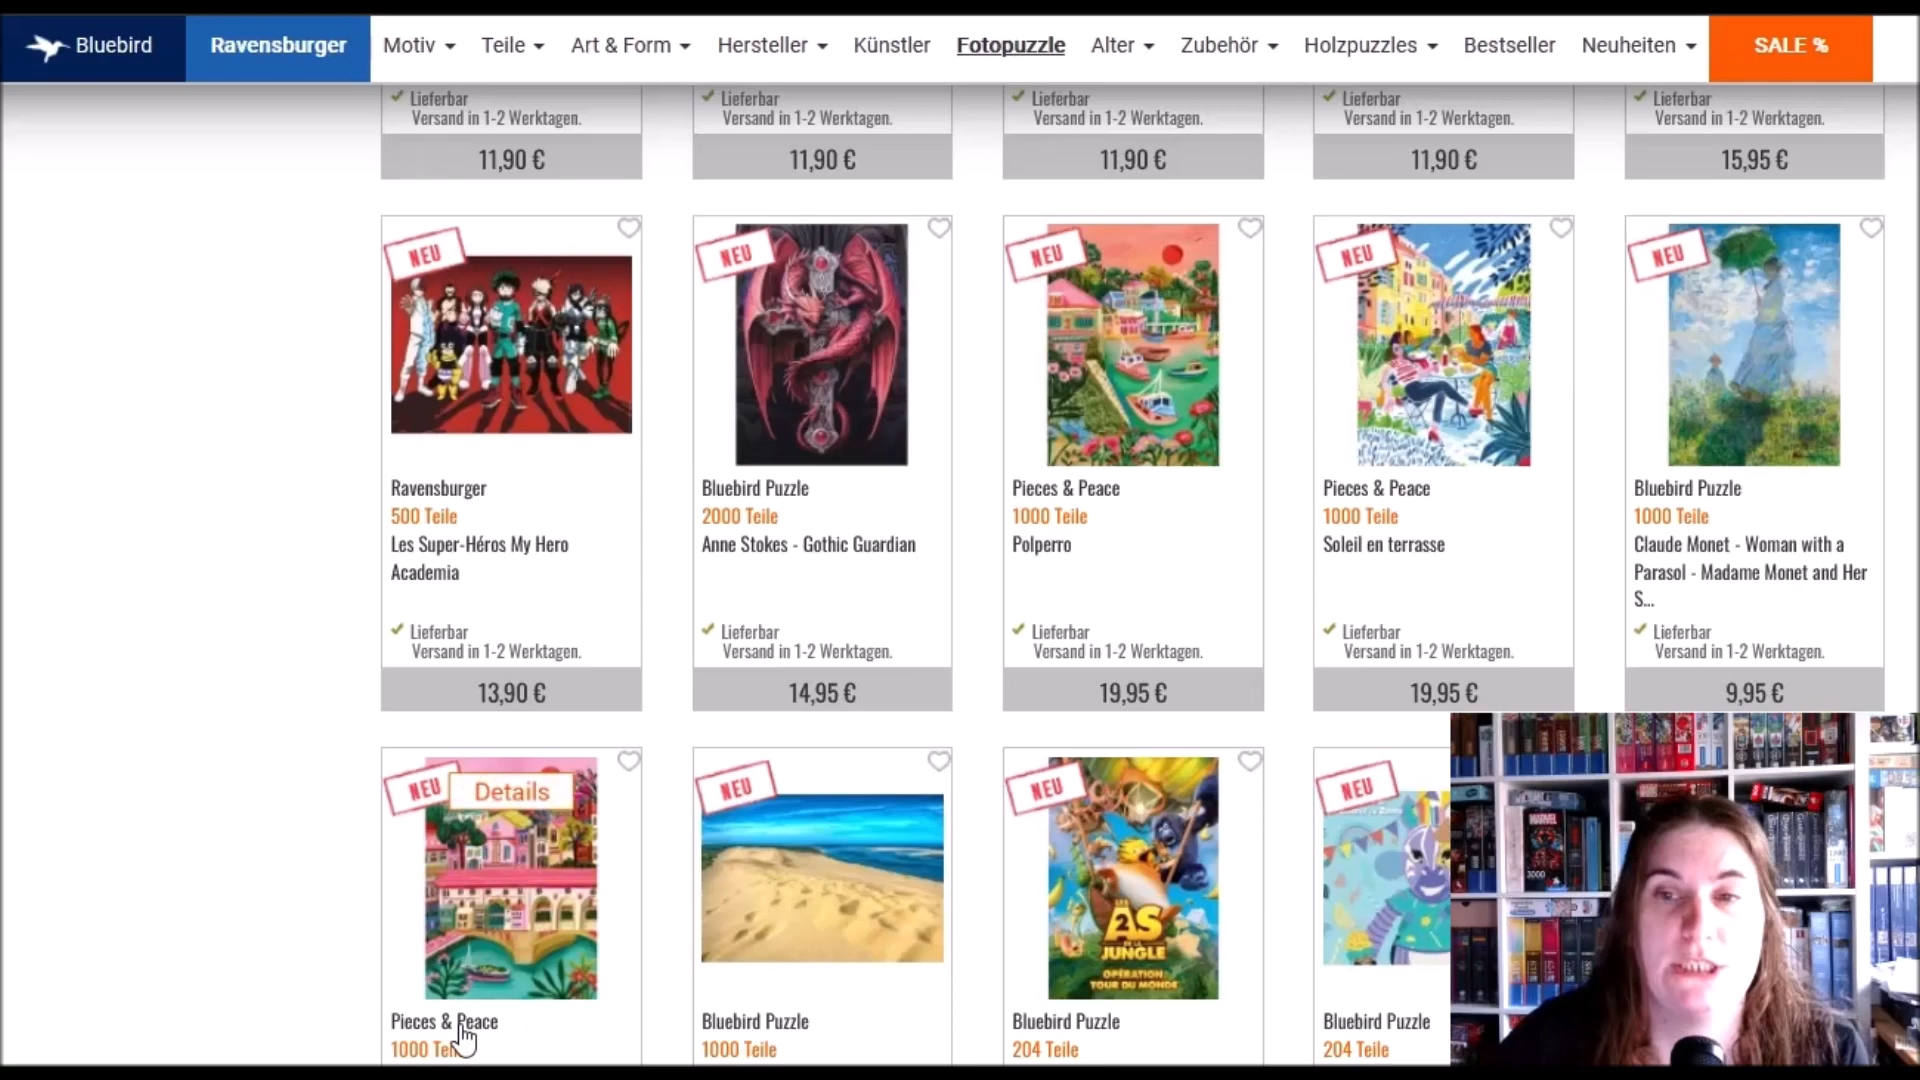 Bluebird
Ravensburger
Motiv
Teile
Art & Form
Hersteller
Künstler
Fotopuzzle
Alter
Zubehör
Holzpuzzles
Bestseller
Neuheiten
SALE %
Lieferbar
Versand in 1-2 Werktagen.
11,90 €
Lieferbar
Versand in 1-2 Werktagen.
11,90 €
Lieferbar
Versand in 1-2 Werktagen.
11,90 €
Lieferbar
Versand in 1-2 Werktagen.
11,90 €
Lieferbar
Versand in 1-2 Werktagen.
15,95 €
NEU
Ravensburger
500 Teile
Les Super-Héros My Hero
Academia
Lieferbar
Versand in 1-2 Werktagen.
13,90 €
NEU
Bluebird Puzzle
2000 Teile
Anne Stokes - Gothic Guardian
Lieferbar
Versand in 1-2 Werktagen.
14,95 €
NEU
Pieces & Peace
1000 Teile
Polperro
Lieferbar
Versand in 1-2 Werktagen.
19,95 €
NEU
Pieces & Peace
1000 Teile
Soleil en terrasse
Lieferbar
Versand in 1-2 Werktagen.
19,95 €
NEU
Bluebird Puzzle
1000 Teile
Claude Monet - Woman with a
Parasol - Madame Monet and Her
S...
Lieferbar
Versand in 1-2 Werktagen.
9,95 €
NEU
Details
Pieces & Peace
1000
NEU
Bluebird Puzzle
1000 Teile
NEU
LES
AS
DE LA
JUNGLE
OPÉRATION
TOUR DU MONDE
Bluebird Puzzle
204 Teile
NEU
Bluebird Puzzle
204 Teile
MARVEL
3000